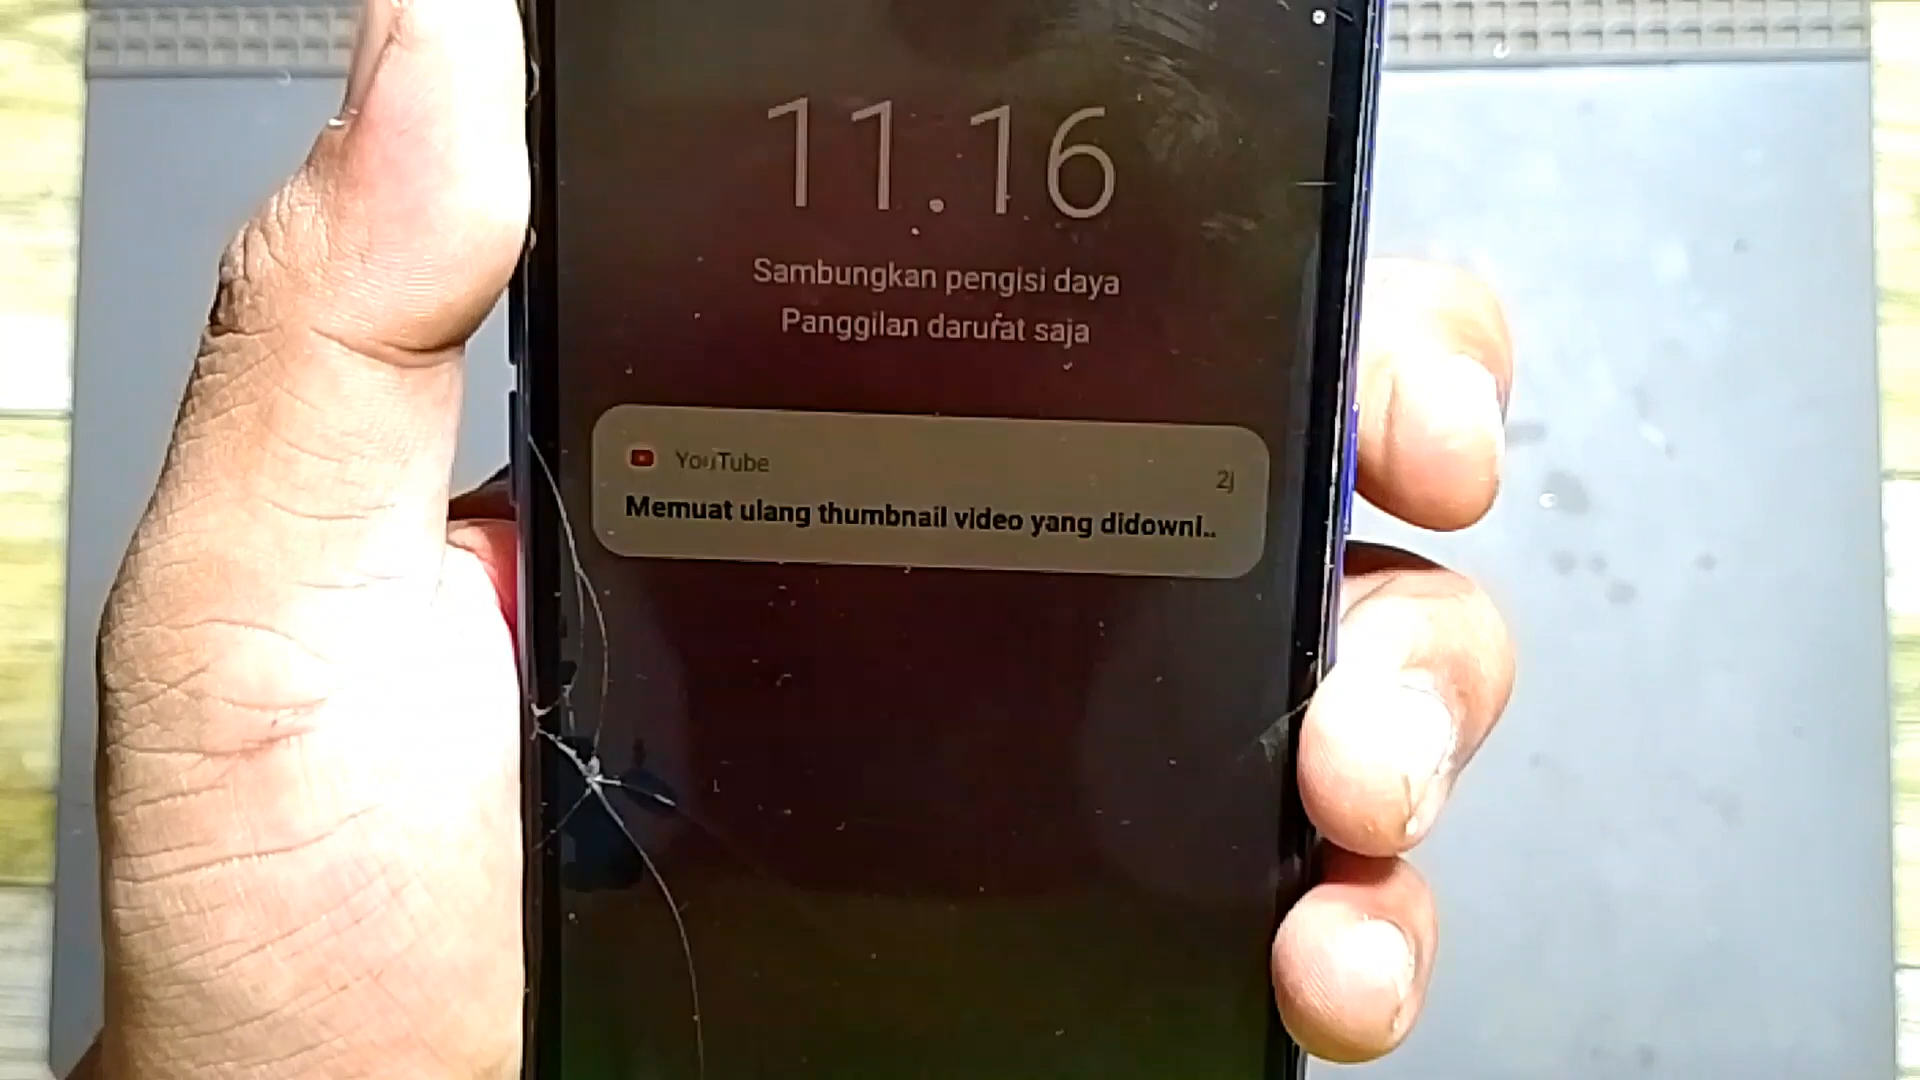 11.16
Sambungkan pengisi daya
Panggilan darurat saja
YouTube
2j
Memuat ulang thumbnail video yang didownl..